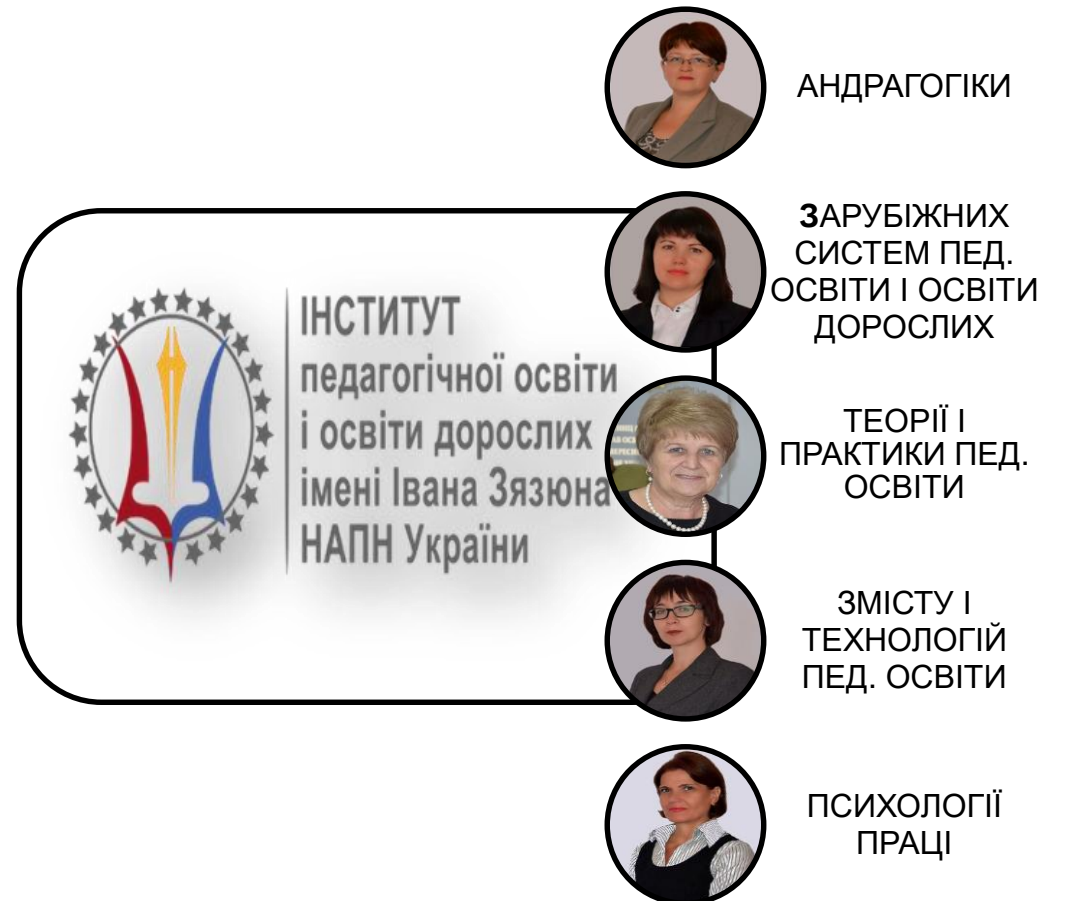 ІНСТИТУТ
педагогічної освіти
і освіти дорослих
імені Івана Зязюна
НАПН України
АНДРАГОГІКИ
ЗАРУБІЖНИХ
СИСТЕМ ПЕД.
ОСВІТИ І ОСВІТИ
ДОРОСЛИХ
ТЕОРІЇ І
ПРАКТИКИ ПЕД.
ОСВІТИ
ЗМІСТУ І
ТЕХНОЛОГІЙ
ПЕД. ОСВІТИ
ПСИХОЛОГІЇ
ПРАЦІ